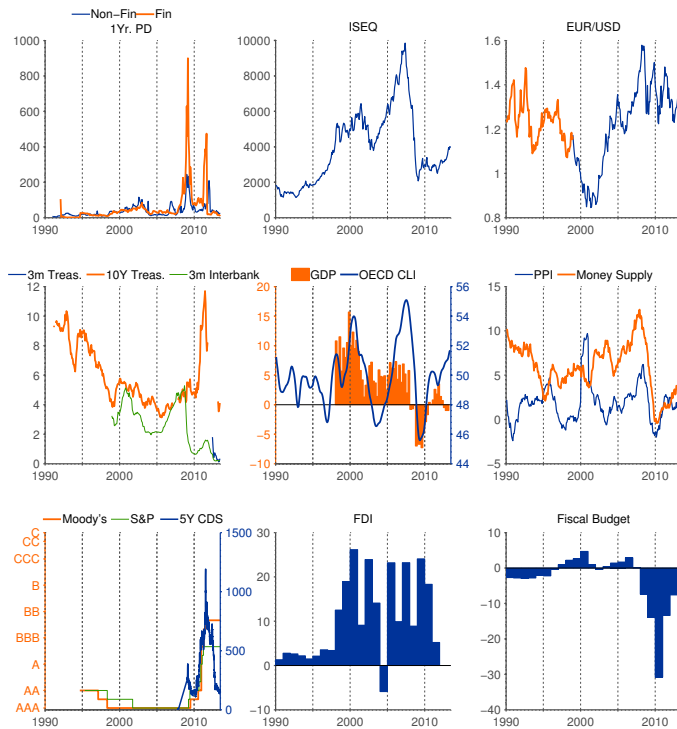 Non−Fin Fin
1Yr. PD
1000
800
600
400
200
0
1990 2000 2010
ISEQ
10000
8000
6000
4000
2000
0
1990 2000 2010
EUR/USD
1.6
1.4
1.2
1
0.8
1990 2000 2010
3m Treas. 10Y Treas. 3m Interbank
12
10
8
6
4
2
0
1990 2000 2010
GDP OECD CLI
20 56
15 54
10 52
5 50
0 48
−5 46
−10 44
1990 2000 2010
PPI Money Supply
15
10
5
0
−5
1990 2000 2010
Moody's S&P 5Y CDS
C
CC
CCC
B
BB
BBB
A
AA
AAA
1500
1000
500
0
1990 2000 2010
FDI
30
20
10
0
−10
1990 2000 2010
Fiscal Budget
10
0
−10
−20
−30
−40
1990 2000 2010